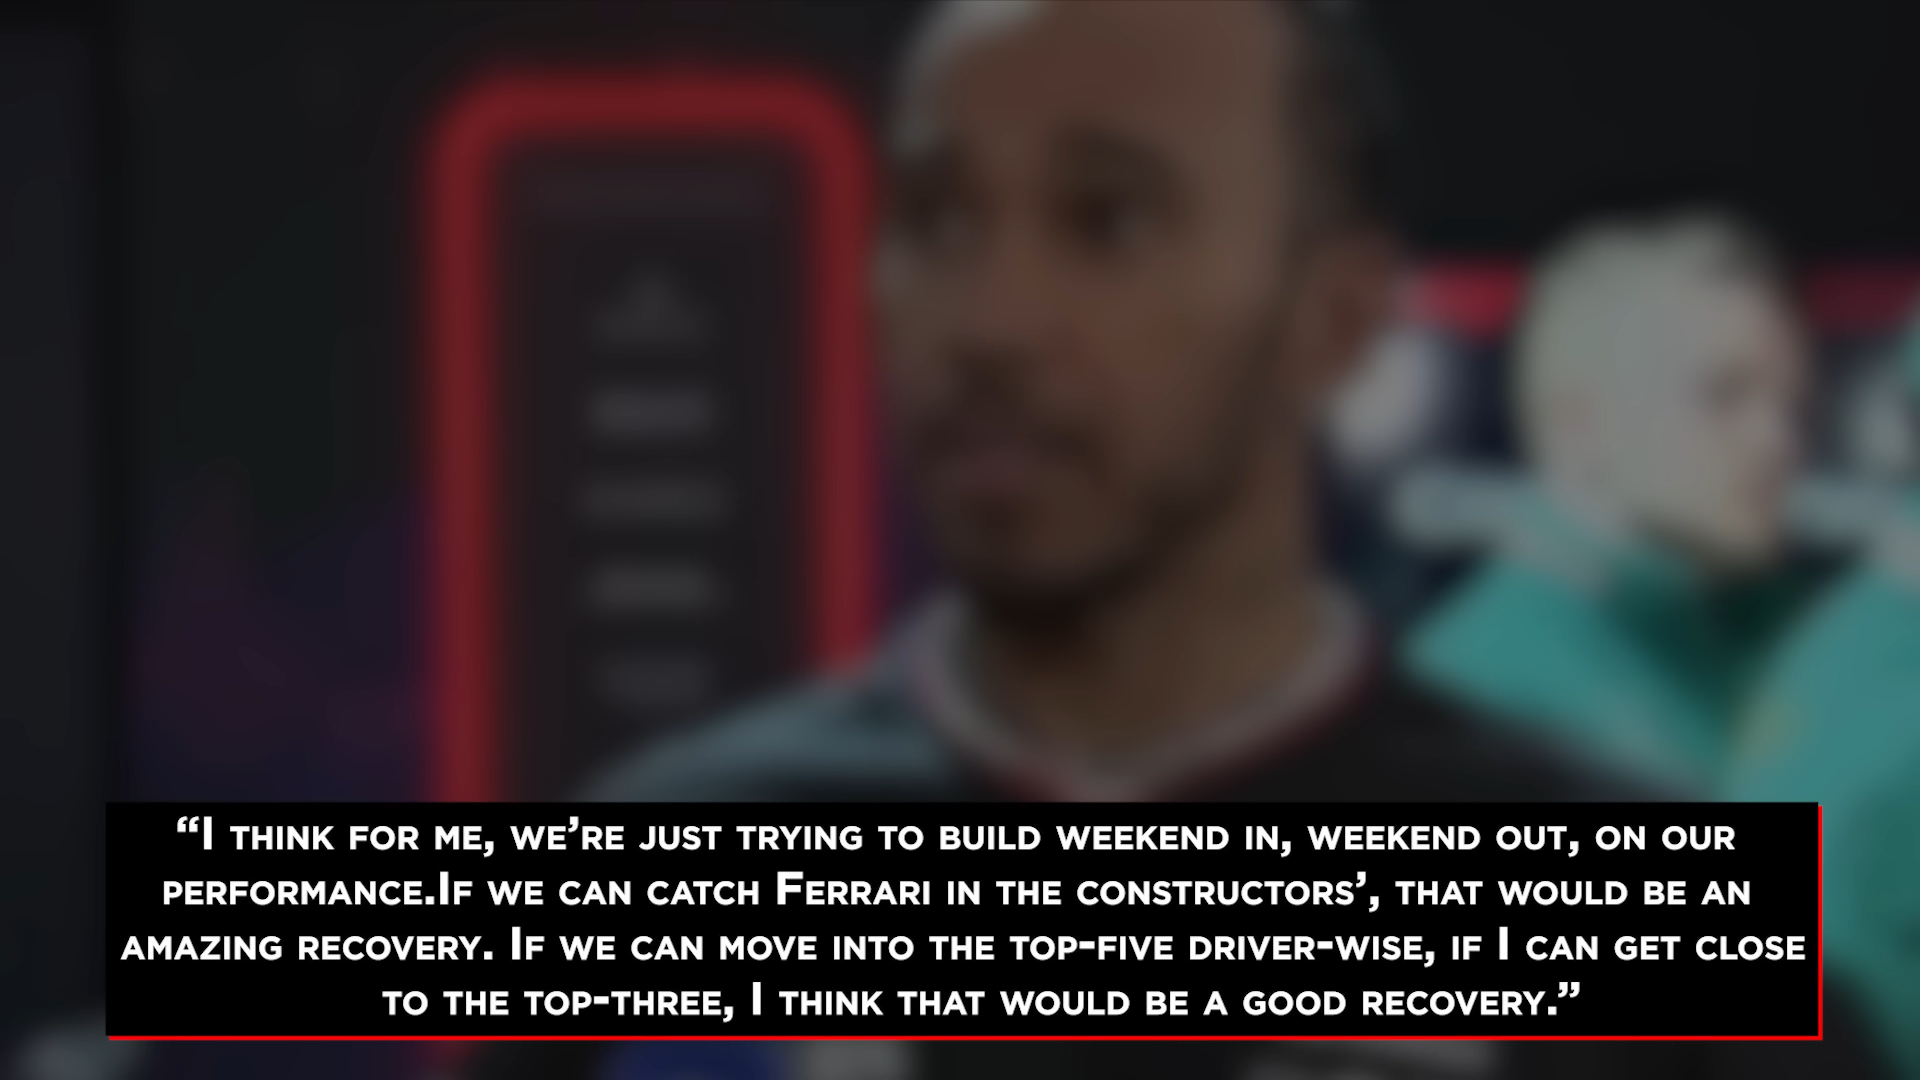 “I THINK FOR ME, WE’RE JUST TRYING TO BUILD WEEKEND IN, WEEKEND OUT, ON OUR
PERFORMANCE.IF WE CAN CATCH FERRARI IN THE CONSTRUCTORS’, THAT WOULD BE AN
AMAZING RECOVERY. IF WE CAN MOVE INTO THE TOP-FIVE DRIVER-WISE, IF I CAN GET CLOSE
TO THE TOP-THREE, I THINK THAT WOULD BE A GOOD RECOVERY.”